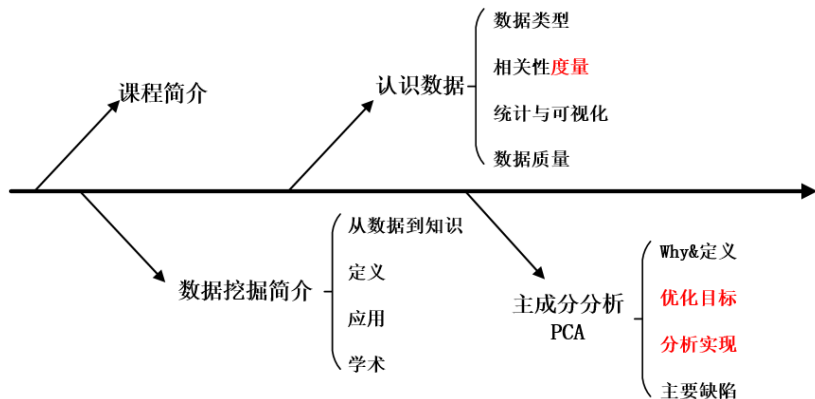 课程简介
认识数据
数据类型
相关性度量
统计与可视化
数据质量
数据挖掘简介
从数据到知识
定义
应用
学术
主成分分析
PCA
Why&定义
优化目标
分析实现
主要缺陷